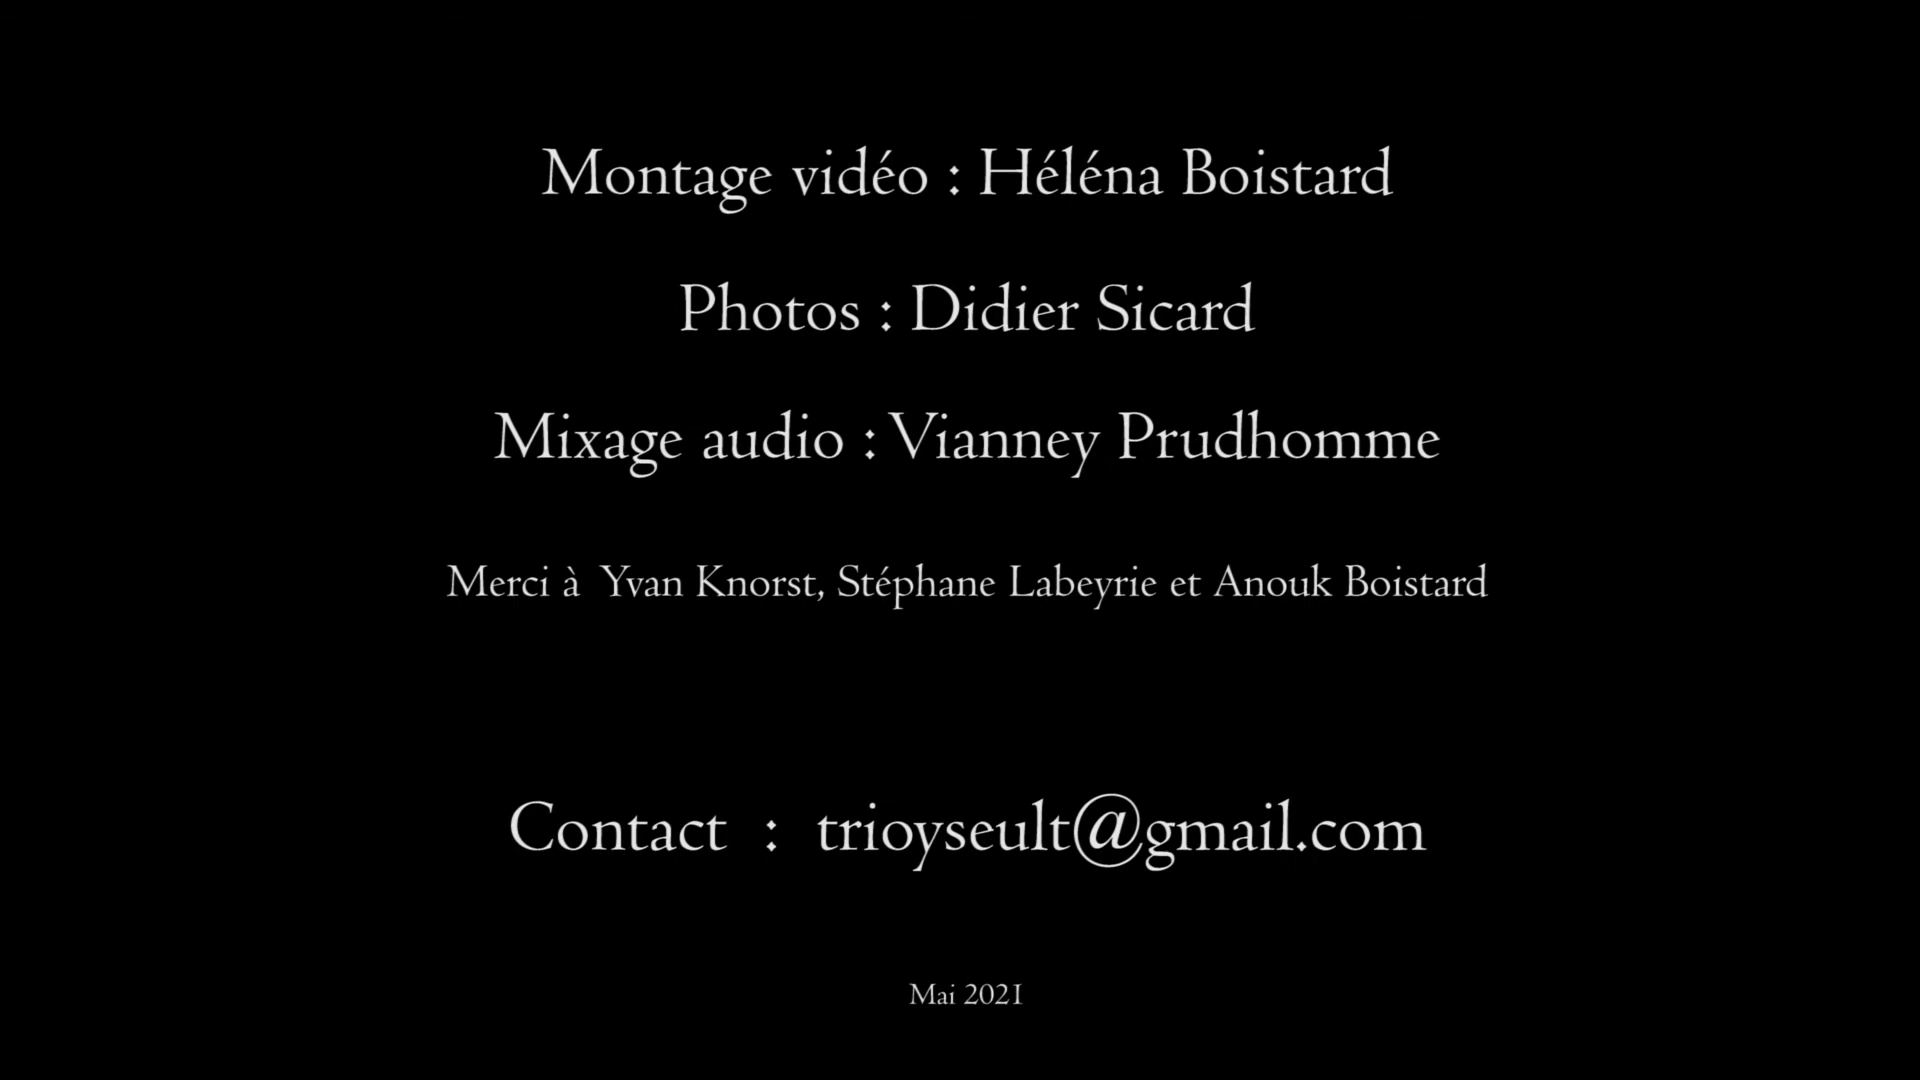 Montage vidéo : Héléna Boistard
Photos : Didier Sicard
Mixage audio : Vianney Prudhomme
Merci à Yvan Knorst, Stéphane Labeyrie et Anouk Boistard
Contact : trioyseult@gmail.com
Mai 2021